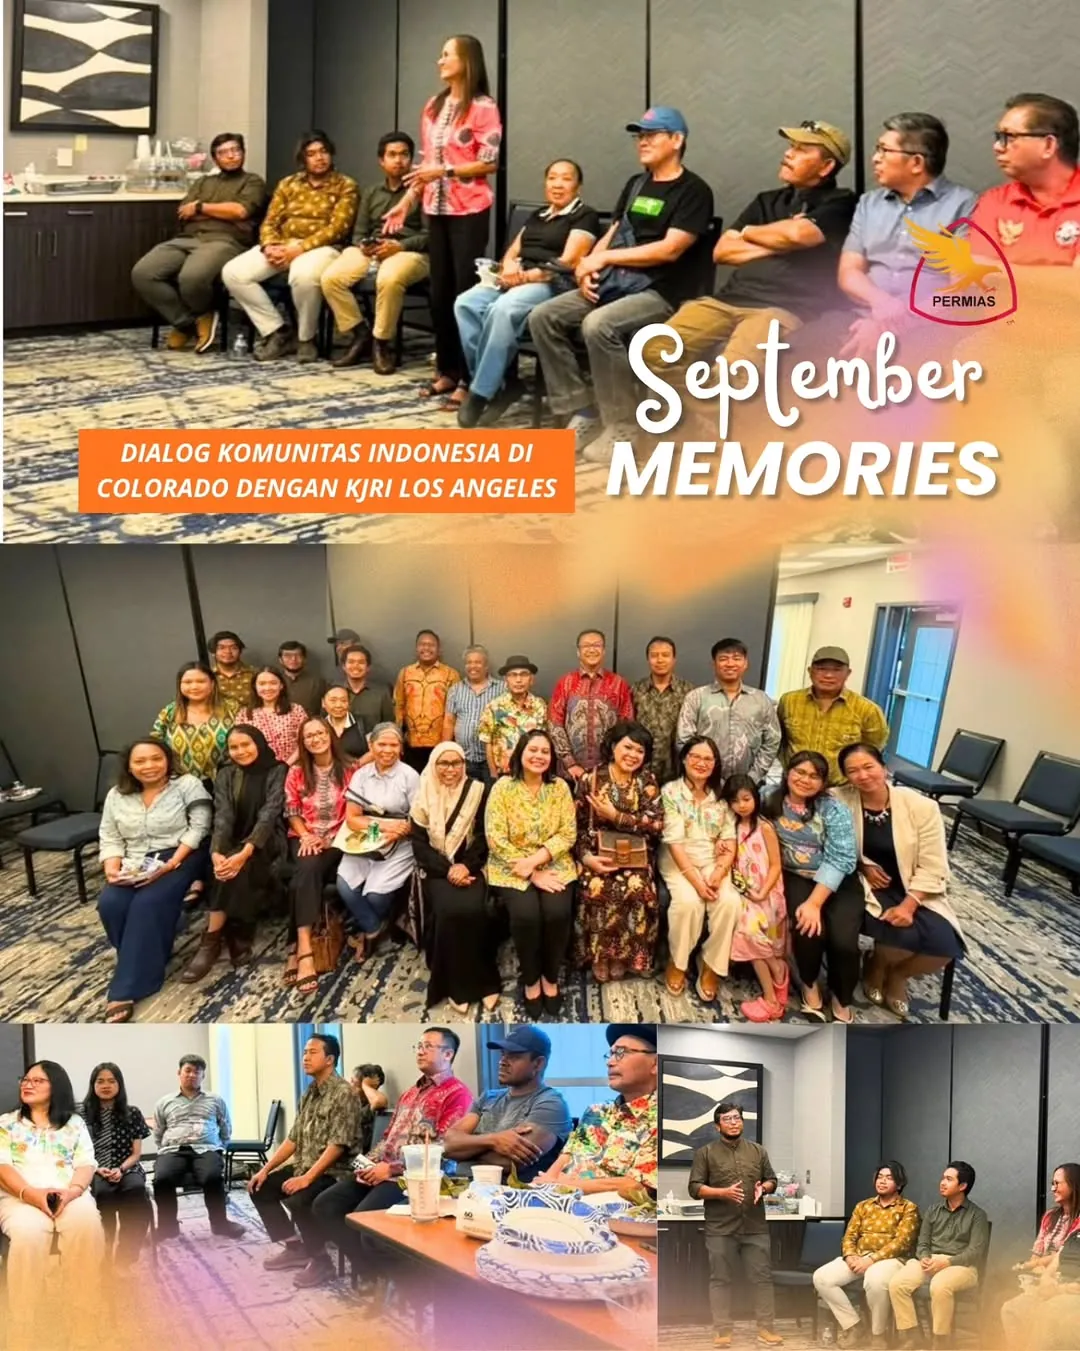 PERMIAS
September
MEMORIES
DIALOG KOMUNITAS INDONESIA DI
COLORADO DENGAN KJRI LOS ANGELES